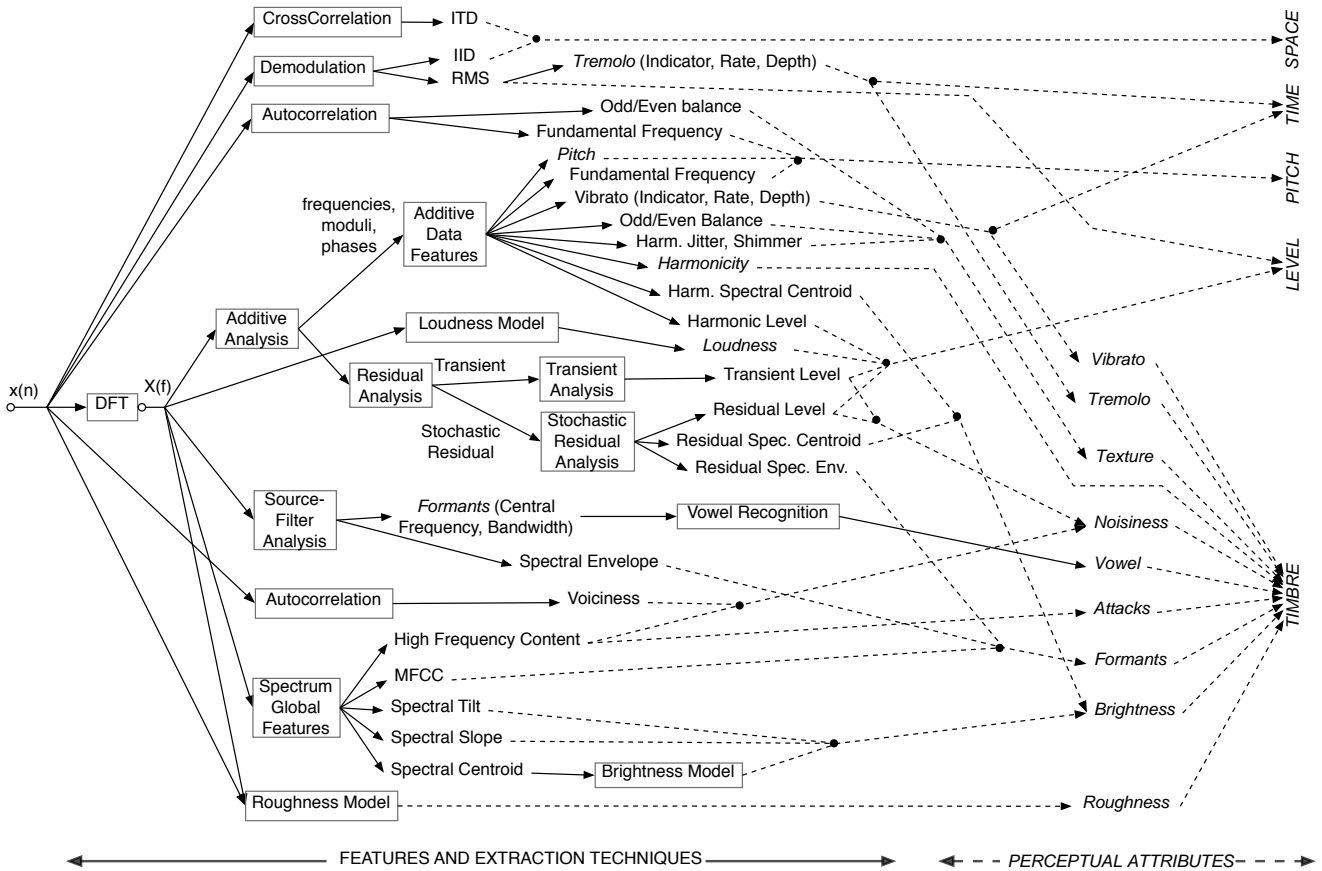 CrossCorrelation
ITD
SPACE
Demodulation
IID
RMS
Tremolo (Indicator, Rate, Depth)
TIME
Autocorrelation
Odd/Even balance
Fundamental Frequency
Pitch
PITCH
Fundamental Frequency
Vibrato (Indicator, Rate, Depth)
frequencies,
moduli,
phases
Additive
Data
Features
Odd/Even Balance
Harm. Jitter, Shimmer
Harmonicity
LEVEL
Harm. Spectral Centroid
Harmonic Level
Additive
Analysis
Loudness Model
Loudness
Vibrato
Residual
Analysis
Transient
Transient
Analysis
Transient Level
Tremolo
x(n)
DFT
X(f)
Stochastic
Residual
Stochastic
Residual
Analysis
Residual Level
Residual Spec. Centroid
Residual Spec. Env.
Texture
Source-
Filter
Analysis
Formants (Central
Frequency, Bandwidth)
Vowel Recognition
Noisiness
Spectral Envelope
Vowel
TIMBRE
Autocorrelation
Voiciness
Attacks
High Frequency Content
MFCC
Formants
Spectrum
Global
Features
Spectral Tilt
Brightness
Spectral Slope
Spectral Centroid
Brightness Model
Roughness Model
Roughness
FEATURES AND EXTRACTION TECHNIQUES
PERCEPTUAL ATTRIBUTES